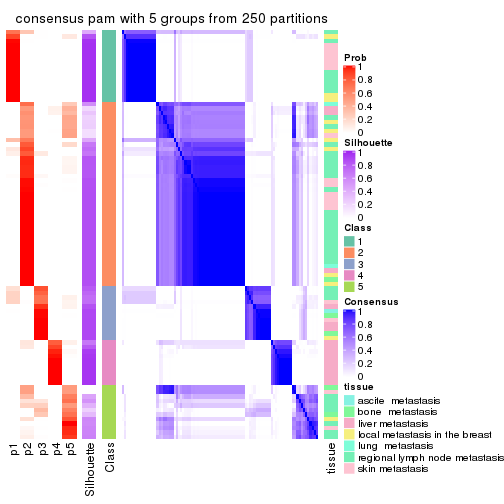 consensus pam with 5 groups from 250 partitions
Prob
1
0.8
0.6
0.4
0.2
0
Silhouette
1
0.8
0.6
0.4
0.2
0
Class
1
2
3
4
5
Consensus
1
0.8
0.6
0.4
0.2
0
tissue
ascite metastasis
bone metastasis
liver metastasis
local metastasis in the breast
lung metastasis
regional lymph node metastasis
skin metastasis
p1
p2
p3
p4
p5
Silhouette
Class
tissue